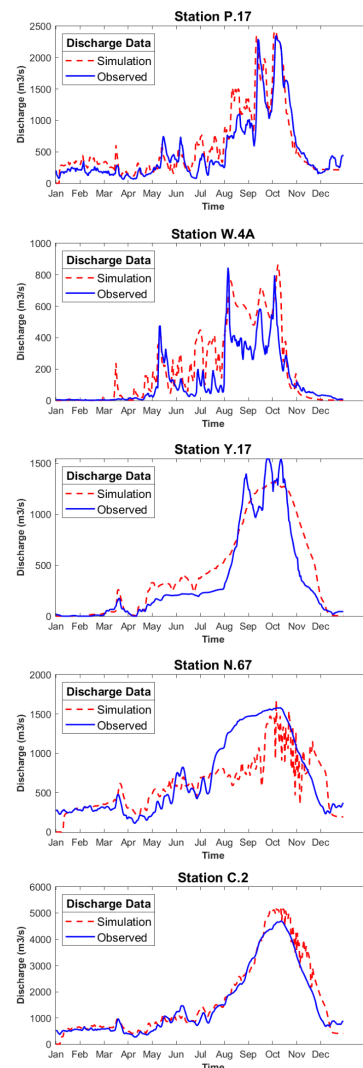 Station P.17
2500
2000
1500
1000
500
0
Discharge (m3/s)
Discharge Data
Simulation
Observed
Jan Feb Mar Apr May Jun Jul Aug Sep Oct Nov Dec
Time
Station W.4A
1000
800
600
400
200
0
Discharge (m3/s)
Discharge Data
Simulation
Observed
Jan Feb Mar Apr May Jun Jul Aug Sep Oct Nov Dec
Time
Station Y.17
1500
1000
500
0
Discharge (m3/s)
Discharge Data
Simulation
Observed
Jan Feb Mar Apr May Jun Jul Aug Sep Oct Nov Dec
Time
Station N.67
2000
1500
1000
500
0
Discharge (m3/s)
Discharge Data
Simulation
Observed
Jan Feb Mar Apr May Jun Jul Aug Sep Oct Nov Dec
Time
Station C.2
6000
5000
4000
3000
2000
1000
0
Discharge (m3/s)
Discharge Data
Simulation
Observed
Jan Feb Mar Apr May Jun Jul Aug Sep Oct Nov Dec
Time